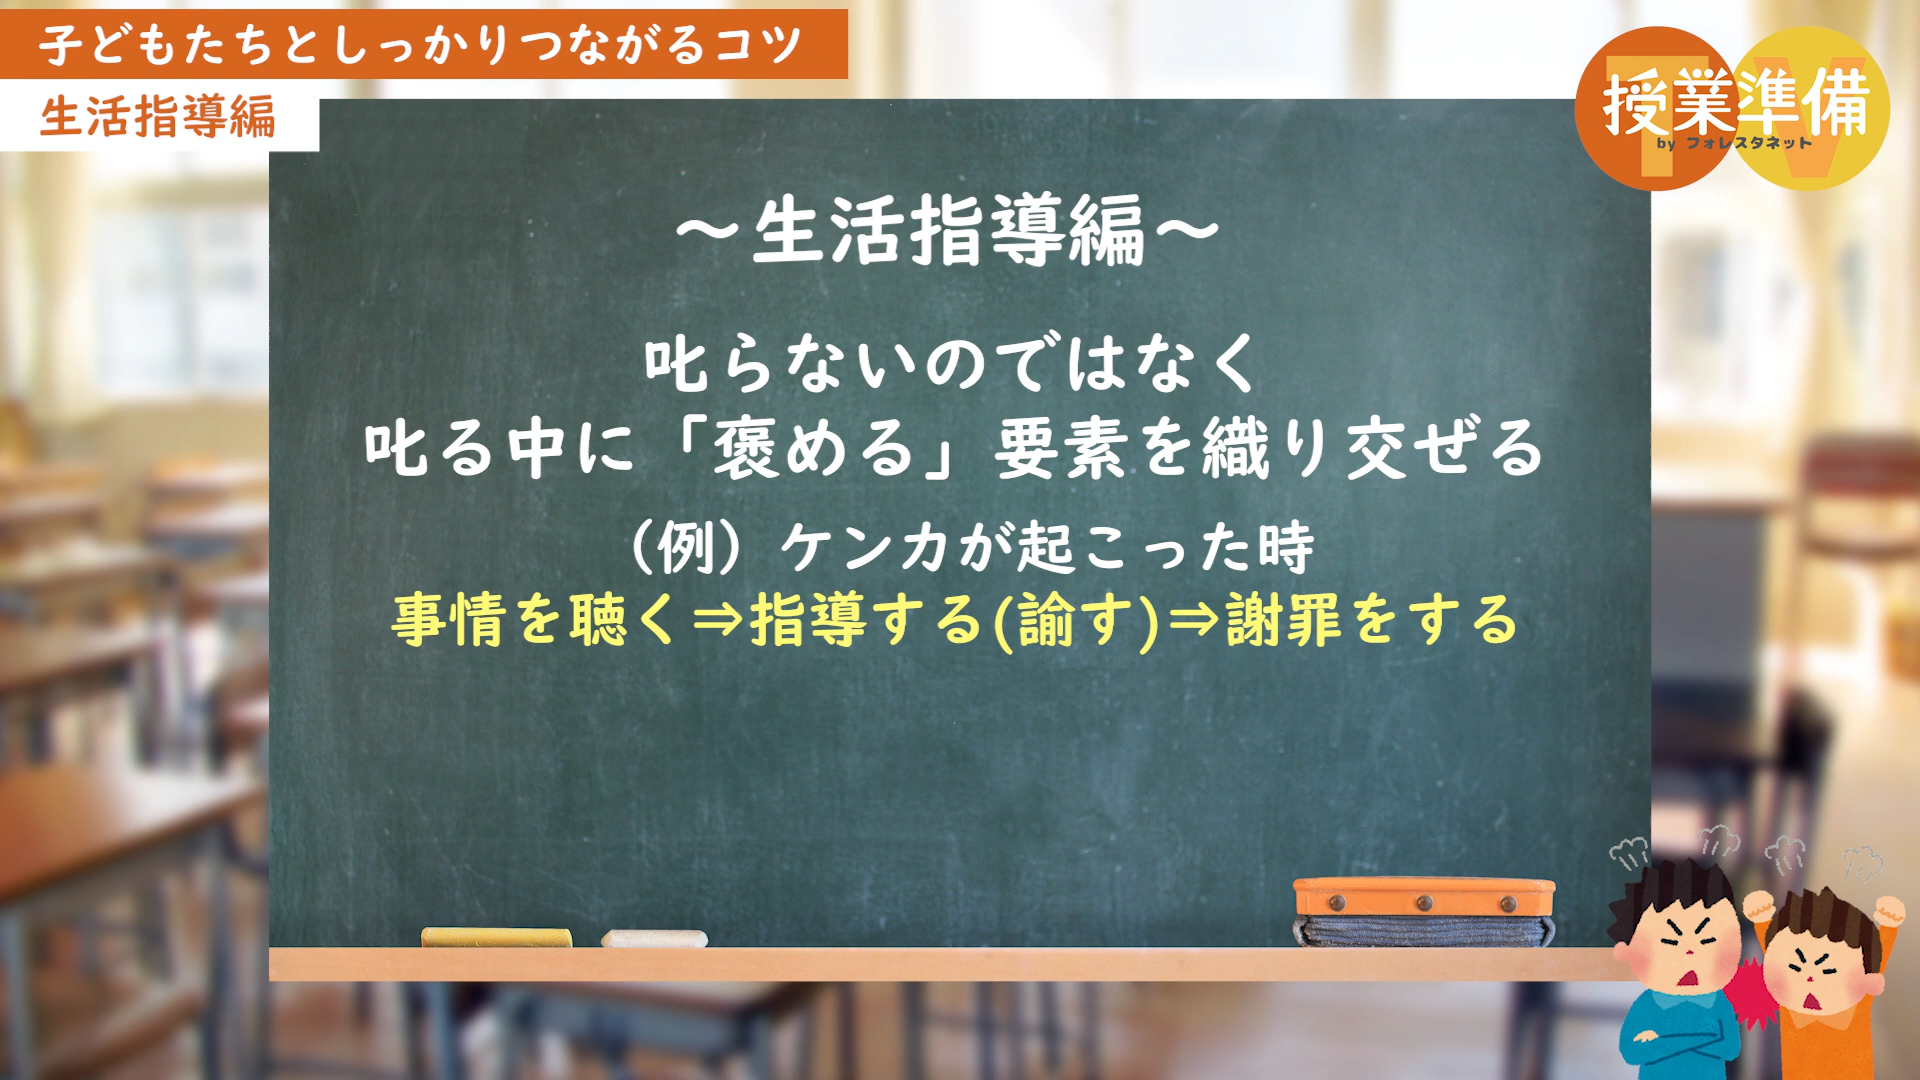 子どもたちとしっかりつながるコツ
生活指導編
授業準備
TV
by フォレスタネット
～生活指導編～
叱らないのではなく
叱る中に「褒める」要素を織り交ぜる
（例）ケンカが起こった時
事情を聴く⇒指導する(諭す)⇒謝罪をする